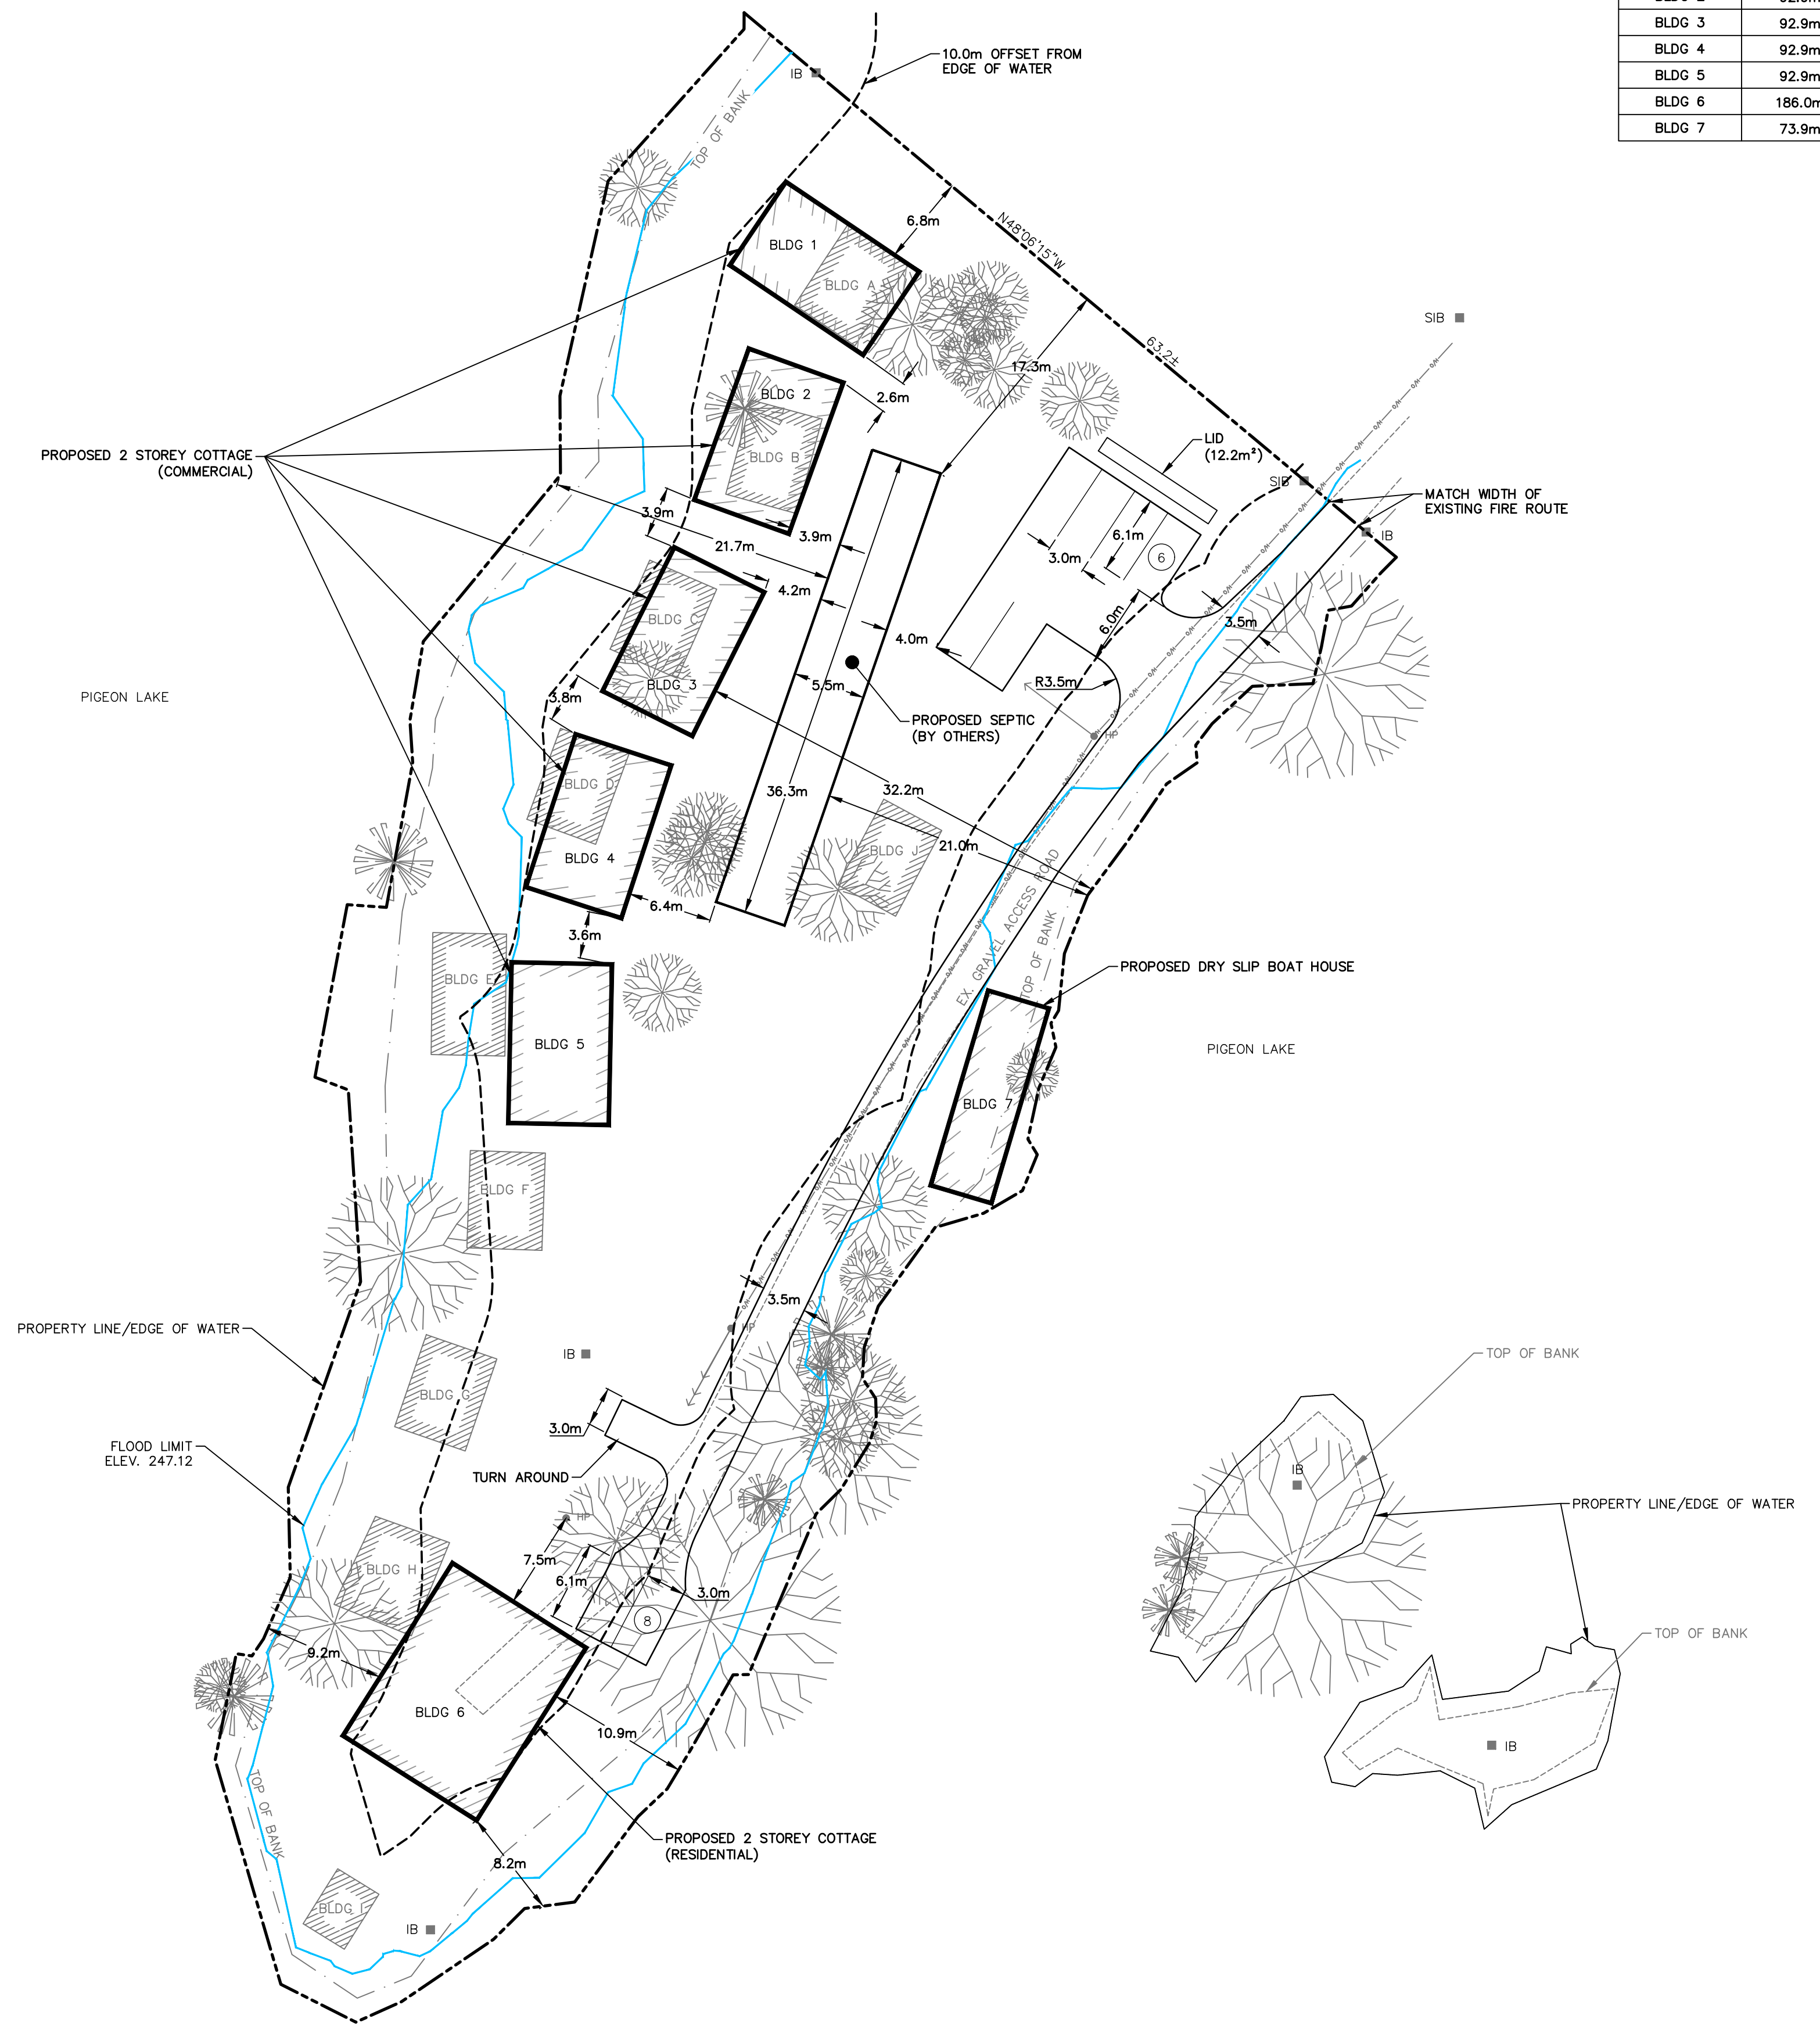 BLDG 3 92.9m
BLDG 4 92.9m
BLDG 5 92.9m
BLDG 6 186.0m
BLDG 7 73.9m
10.0m OFFSET FROM
EDGE OF WATER
IB
TOP OF BANK
6.8m
N48°06'15"W
BLDG 1
BLDG A
SIB
63.2±
17.3m
BLDG 2
2.6m
LID
(12.2m²)
PROPOSED 2 STOREY COTTAGE
(COMMERCIAL)
BLDG B
SIB
MATCH WIDTH OF
EXISTING FIRE ROUTE
3.9m
3.9m
6.1m
IB
21.7m
3.0m
6
4.2m
BLDG C
6.0m
3.5m
4.0m
BLDG 3
5.5m
R3.5m
PIGEON LAKE
3.8m
PROPOSED SEPTIC
(BY OTHERS)
HP
BLDG D
36.3m
32.2m
BLDG 4
BLDG J
21.0m
6.4m
EX. GRAVEL ACCESS ROAD
TOP OF BANK
3.6m
PROPOSED DRY SLIP BOAT HOUSE
BLDG E
BLDG 5
PIGEON LAKE
BLDG 7
BLDG F
3.5m
PROPERTY LINE/EDGE OF WATER
HP
IB
TOP OF BANK
BLDG G
3.0m
FLOOD LIMIT
ELEV. 247.12
TURN AROUND
IB
PROPERTY LINE/EDGE OF WATER
HP
7.5m
BLDG H
6.1m
3.0m
8
TOP OF BANK
9.2m
BLDG 6
10.9m
IB
TOP OF BANK
PROPOSED 2 STOREY COTTAGE
(RESIDENTIAL)
8.2m
BLDG I
IB